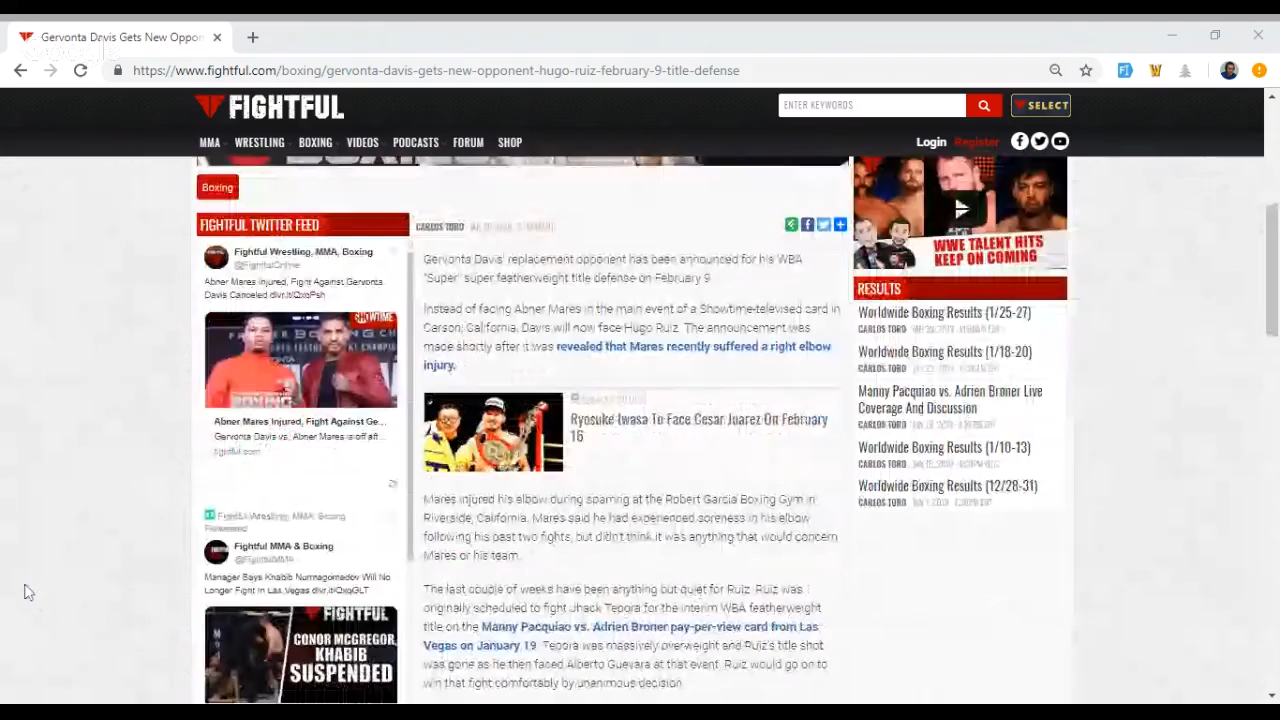 Gervonta Davis Gets New Oppon
https://www.fightful.com/boxing/gervonta-davis-gets-new-opponent-hugo-ruiz-february-9-title-defense
FIGHTFUL
ENTER KEYWORDS
SELECT
MMA WRESTLING BOXING VIDEOS PODCASTS FORUM SHOP
Login Register
Boxing
FIGHTFUL TWITTER FEED
Fightful Wrestling, MMA, Boxing
@FightfulOnline
Abner Mares Injured, Fight Against Gervonta
Davis Canceled
SHOWTIME
BOXING
Abner Mares Injured, Fight Against Ge...
Gervonta Davis vs. Abner Mares is off aft...
fightful.com
Fightful Wrestling, MMA, Boxing
Retweeted
Fightful MMA & Boxing
@FightfulMMA
Manager Says Khabib Nurmagomedov Will No
Longer Fight In Las Vegas
FIGHTFUL
CONOR MCGREGOR,
KHABIB
SUSPENDED
CARLOS TORO
Gervonta Davis' replacement opponent has been announced for his WBA
"Super" super featherweight title defense on February 9
Instead of facing Abner Mares in the main event of a Showtime-televised card in
Carson, California, Davis will now face Hugo Ruiz. The announcement was
made shortly after it was revealed that Mares recently suffered a right elbow
injury.
Ryosuke Iwasa To Face Cesar Juarez On February
16
Mares injured his elbow during sparring at the Robert Garcia Boxing Gym in
Riverside, California. Mares said he had experienced soreness in his elbow
following his past two fights, but didn't think it was anything that would concern
Mares or his team.
The last couple of weeks have been anything but quiet for Ruiz. Ruiz was
originally scheduled to fight Jhack Tepora for the interim WBA featherweight
title on the Manny Pacquiao vs. Adrien Broner pay-per-view card from Las
Vegas on January 19. Tepora was massively overweight and Ruiz's title shot
was gone as he then faced Alberto Guevara at that event. Ruiz would go on to
win that fight comfortably by unanimous decision.
WWE TALENT HITS
KEEP ON COMING
RESULTS
Worldwide Boxing Results (1/25-27)
CARLOS TORO
Worldwide Boxing Results (1/18-20)
CARLOS TORO
Manny Pacquiao vs. Adrien Broner Live
Coverage And Discussion
CARLOS TORO
Worldwide Boxing Results (1/10-13)
CARLOS TORO
Worldwide Boxing Results (12/28-31)
CARLOS TORO